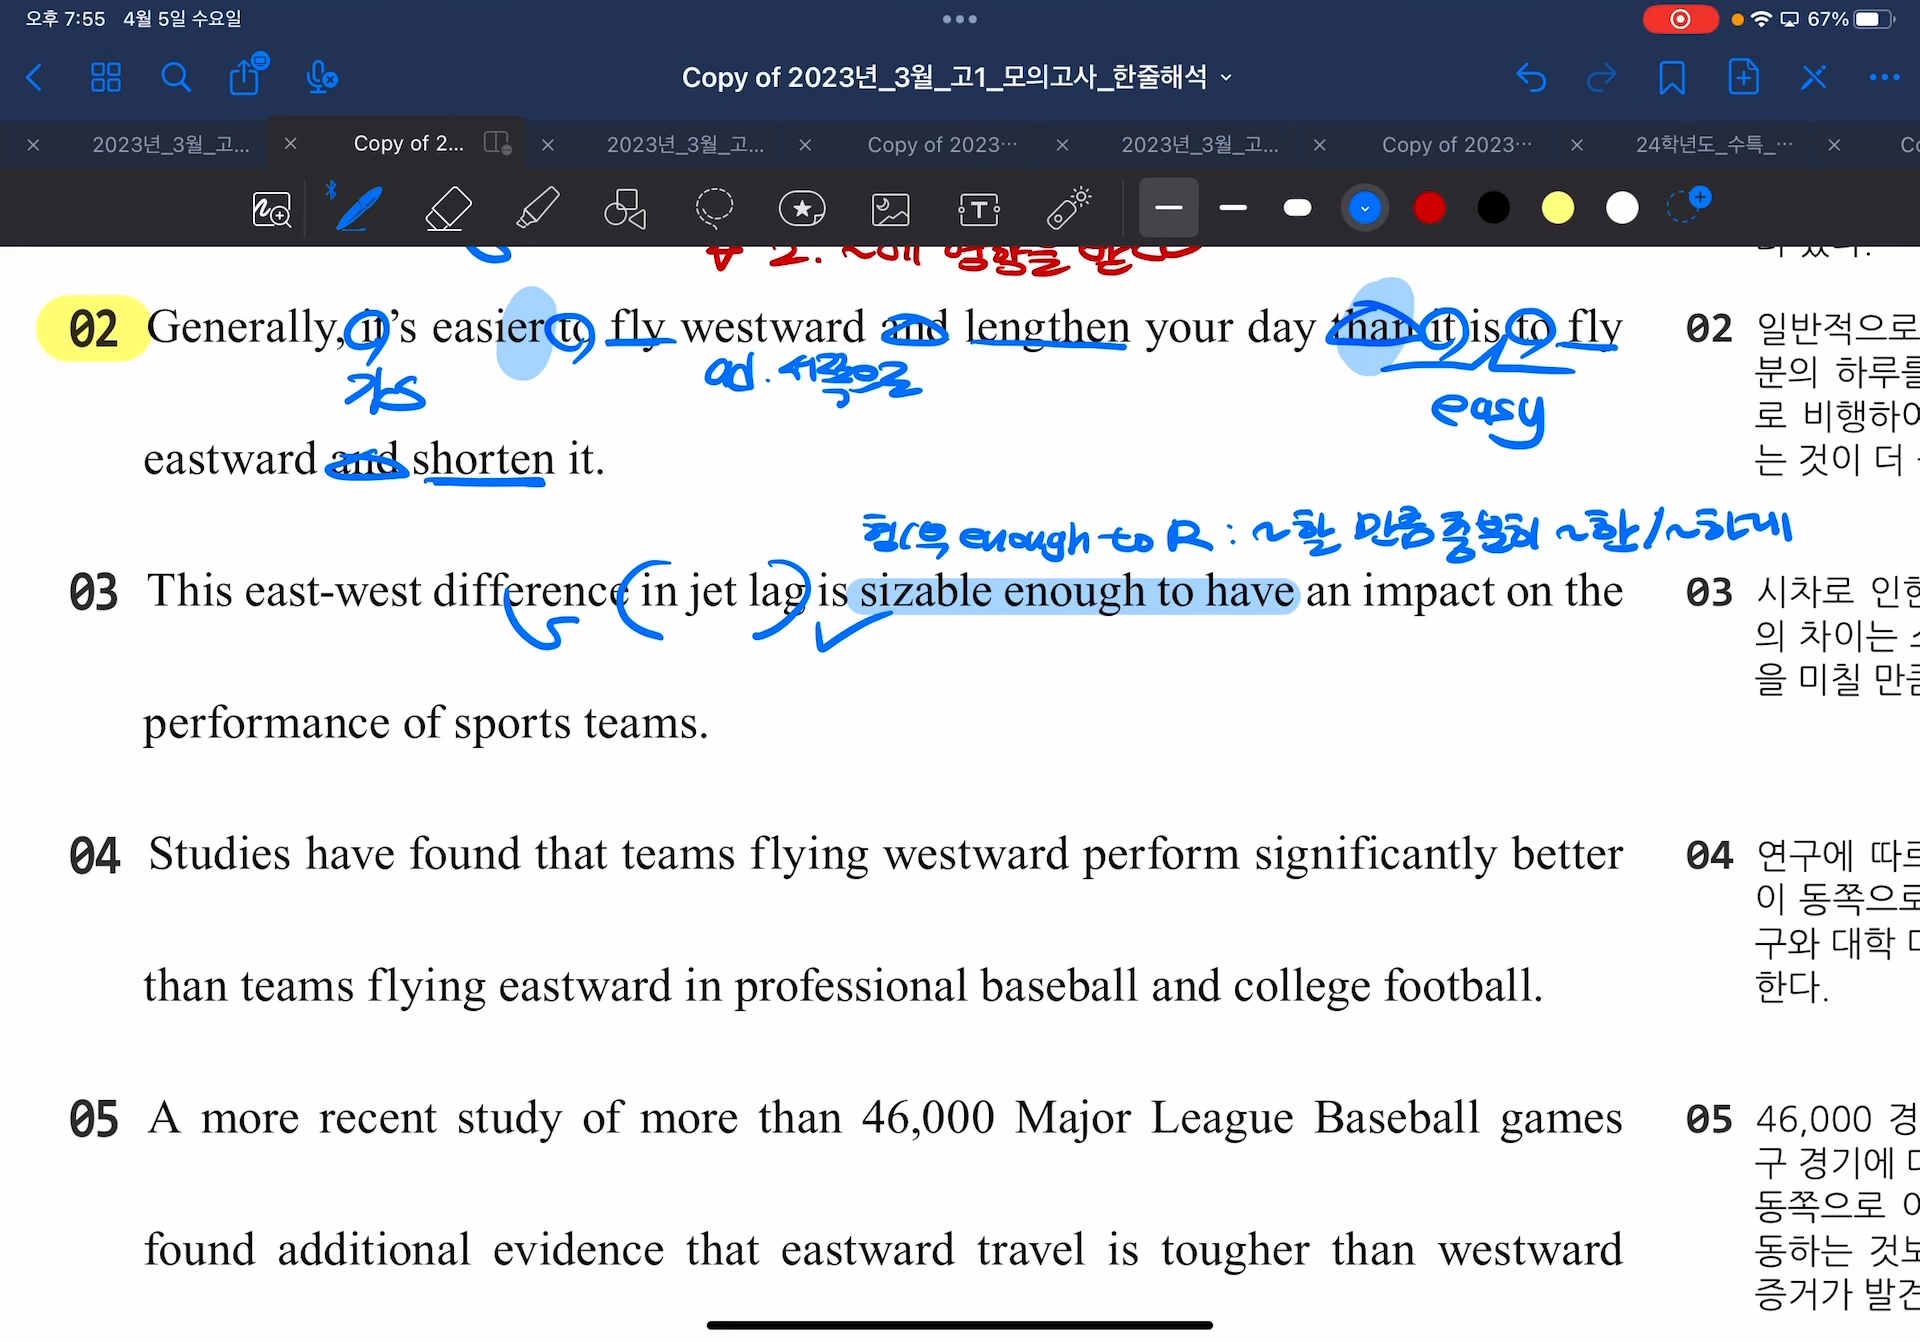 오후 7:55 4월 5일 수요일
67%
Copy of 2023년_3월_고1_모의고사_한줄해석
2023년_3월_고...
Copy of 2...
2023년_3월_고...
Copy of 2023...
2023년_3월_고...
Copy of 2023...
24학년도_수특_...
2. ~에 영향을 받
02 Generally, it's easier to fly westward and lengthen your day than it is to fly
가S
ad. 서쪽으로
easy
eastward and shorten it.
형/부 enough to R : ~할 만큼 충분히 ~한/~하게
03 This east-west difference (in jet lag) is sizable enough to have an impact on the
performance of sports teams.
04 Studies have found that teams flying westward perform significantly better
than teams flying eastward in professional baseball and college football.
05 A more recent study of more than 46,000 Major League Baseball games
found additional evidence that eastward travel is tougher than westward
02 일반적으로
분의 하루를
로 비행하여
는 것이 더
03 시차로 인한
의 차이는
을 미칠 만큼
04 연구에 따르
이 동쪽으로
구와 대학
한다.
05 46,000 경
구 경기에
동쪽으로
동하는 것보
증거가 발견